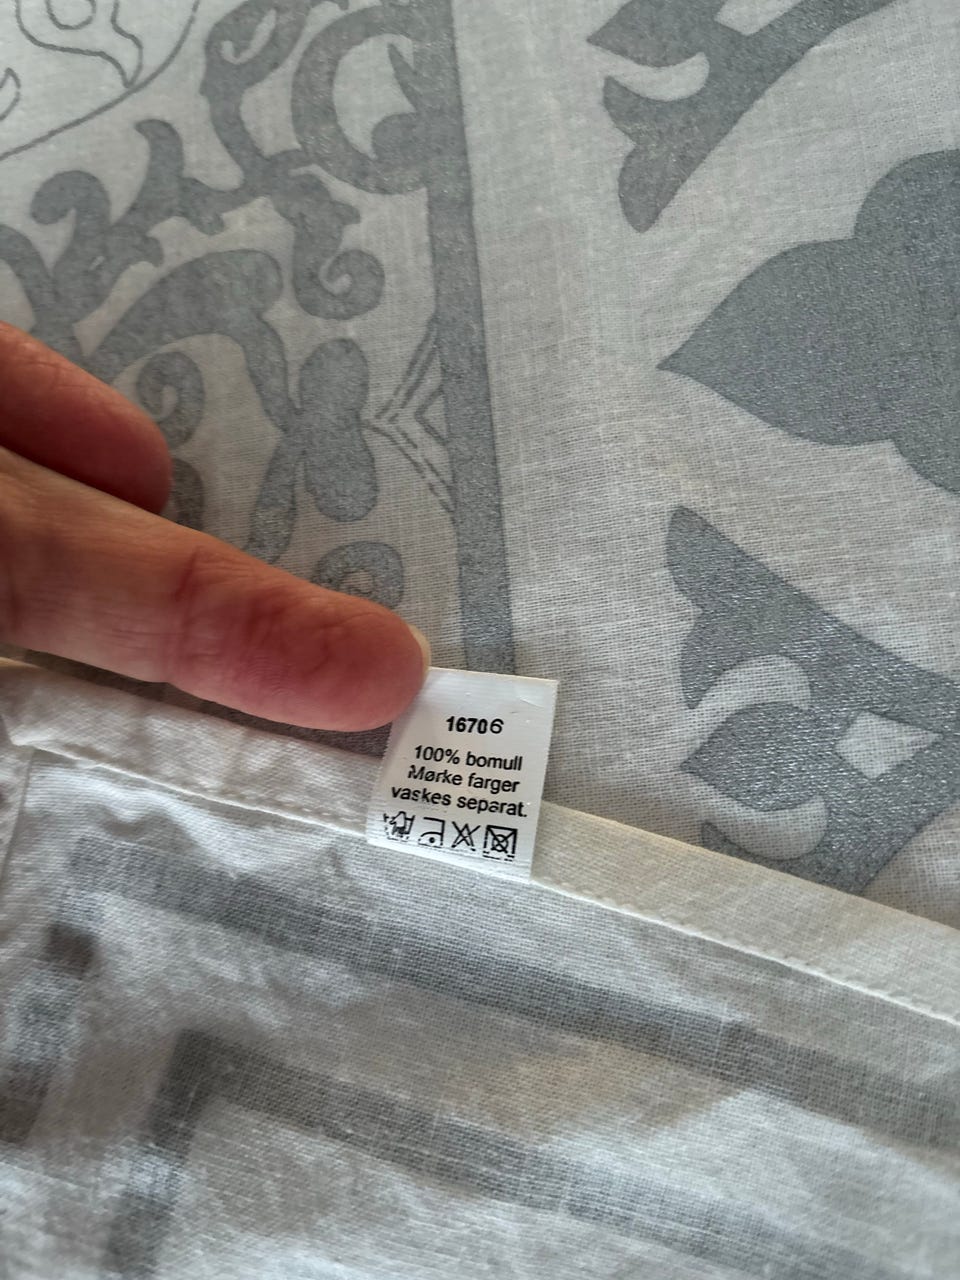 16706
100% bomull
Mørke farger
vaskes separat.